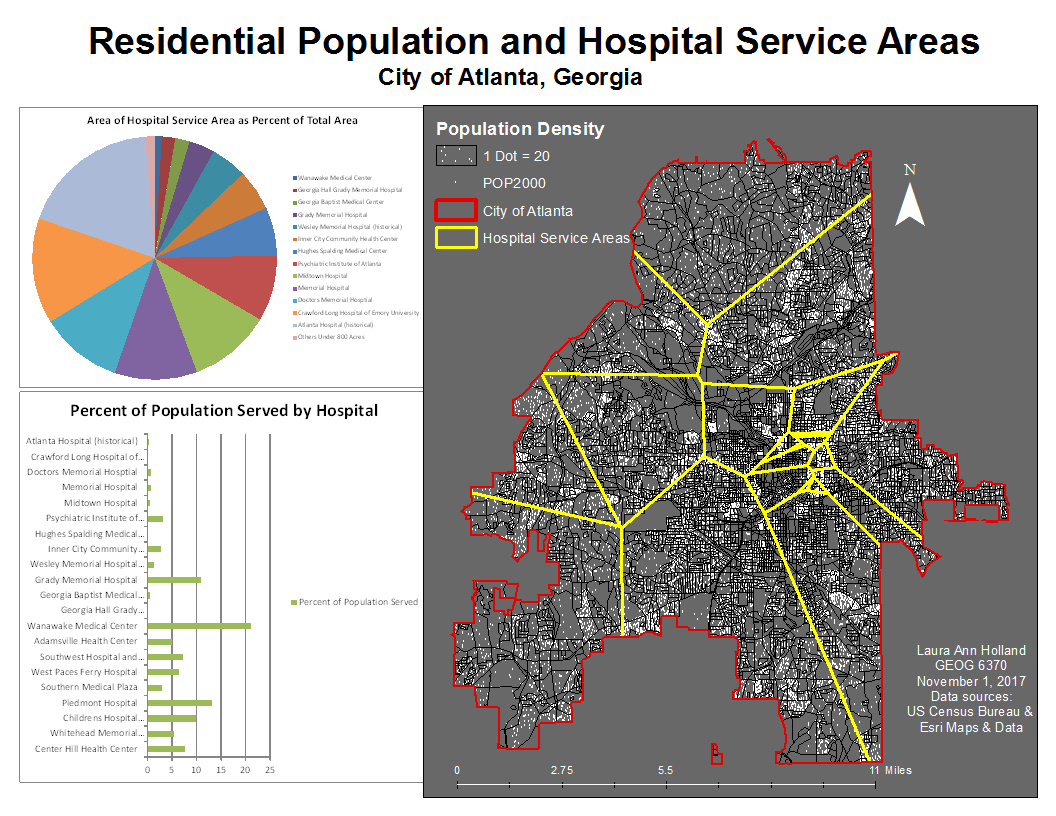 Residential Population and Hospital Service Areas
City of Atlanta, Georgia
Area of Hospital Service Area as Percent of Total Area
Wanawake Medical Center
Georgia Hall Grady Memorial Hospital
Georgia Baptist Medical Center
Grady Memorial Hospital
Wesley Memorial Hospital (historical)
Inner City Community Health Center
Hughes Spalding Medical Center
Psychiatric Institute of Atlanta
Midtown Hospital
Memorial Hospital
Doctors Memorial Hosptial
Crawford Long Hospital of Emory University
Atlanta Hospital (historical)
Others Under 800 Acres
Percent of Population Served by Hospital
Atlanta Hospital (historical)
Crawford Long Hospital of...
Doctors Memorial Hosptial
Memorial Hospital
Midtown Hospital
Psychiatric Institute of...
Hughes Spalding Medical...
Inner City Community...
Wesley Memorial Hospital...
Grady Memorial Hospital
Georgia Baptist Medical...
Georgia Hall Grady...
Wanawake Medical Center
Adamsville Health Center
Southwest Hospital and...
West Paces Ferry Hospital
Southern Medical Plaza
Piedmont Hospital
Childrens Hospital...
Whitehead Memorial...
Center Hill Health Center
0 5 10 15 20 25
Percent of Population Served
Population Density
1 Dot = 20
POP2000
City of Atlanta
Hospital Service Areas
N
Laura Ann Holland
GEOG 6370
November 1, 2017
Data sources:
US Census Bureau &
Esri Maps & Data
0 2.75 5.5 11 Miles